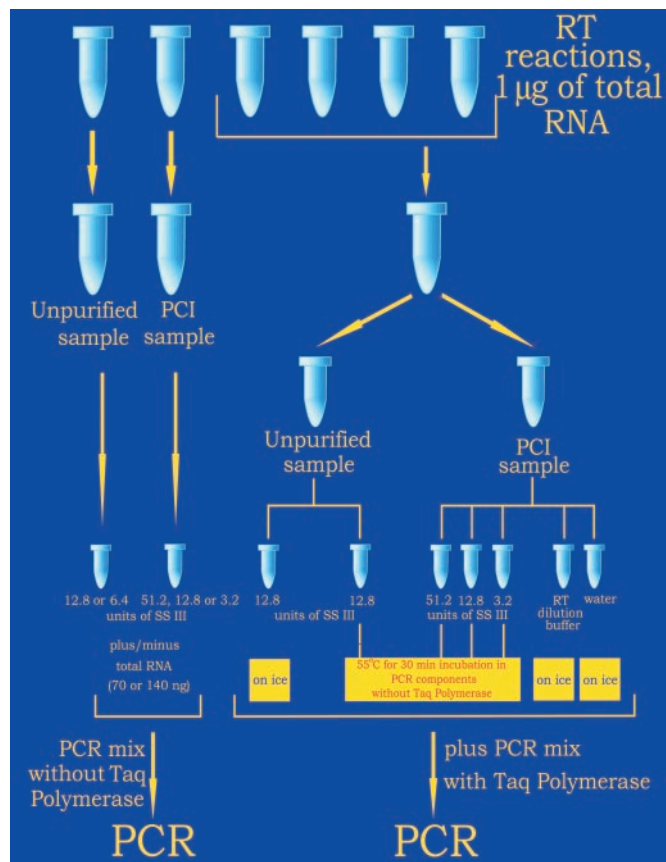 RT
reactions,
1 µg of total
RNA
Unpurified
sample
PCI
sample
Unpurified
sample
PCI
sample
12.8 or 6.4
51.2, 12.8 or 3.2
units of SS III
plus/minus
total RNA
(70 or 140 ng)
12.8
12.8
units of SS III
51.2
12.8
3.2
units of SS III
RT
dilution
buffer
water
on ice
55°C for 30 min incubation in
PCR components
without Taq Polymerase
on ice
on ice
PCR mix
without Taq
Polymerase
plus PCR mix
with Taq Polymerase
PCR
PCR